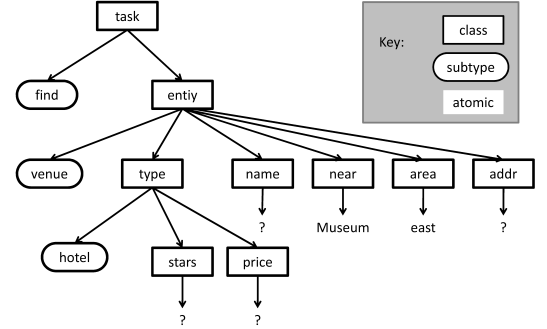 task
Key:
class
subtype
atomic
find
entiy
venue
type
name
near
area
addr
?
Museum
east
?
hotel
stars
price
?
?